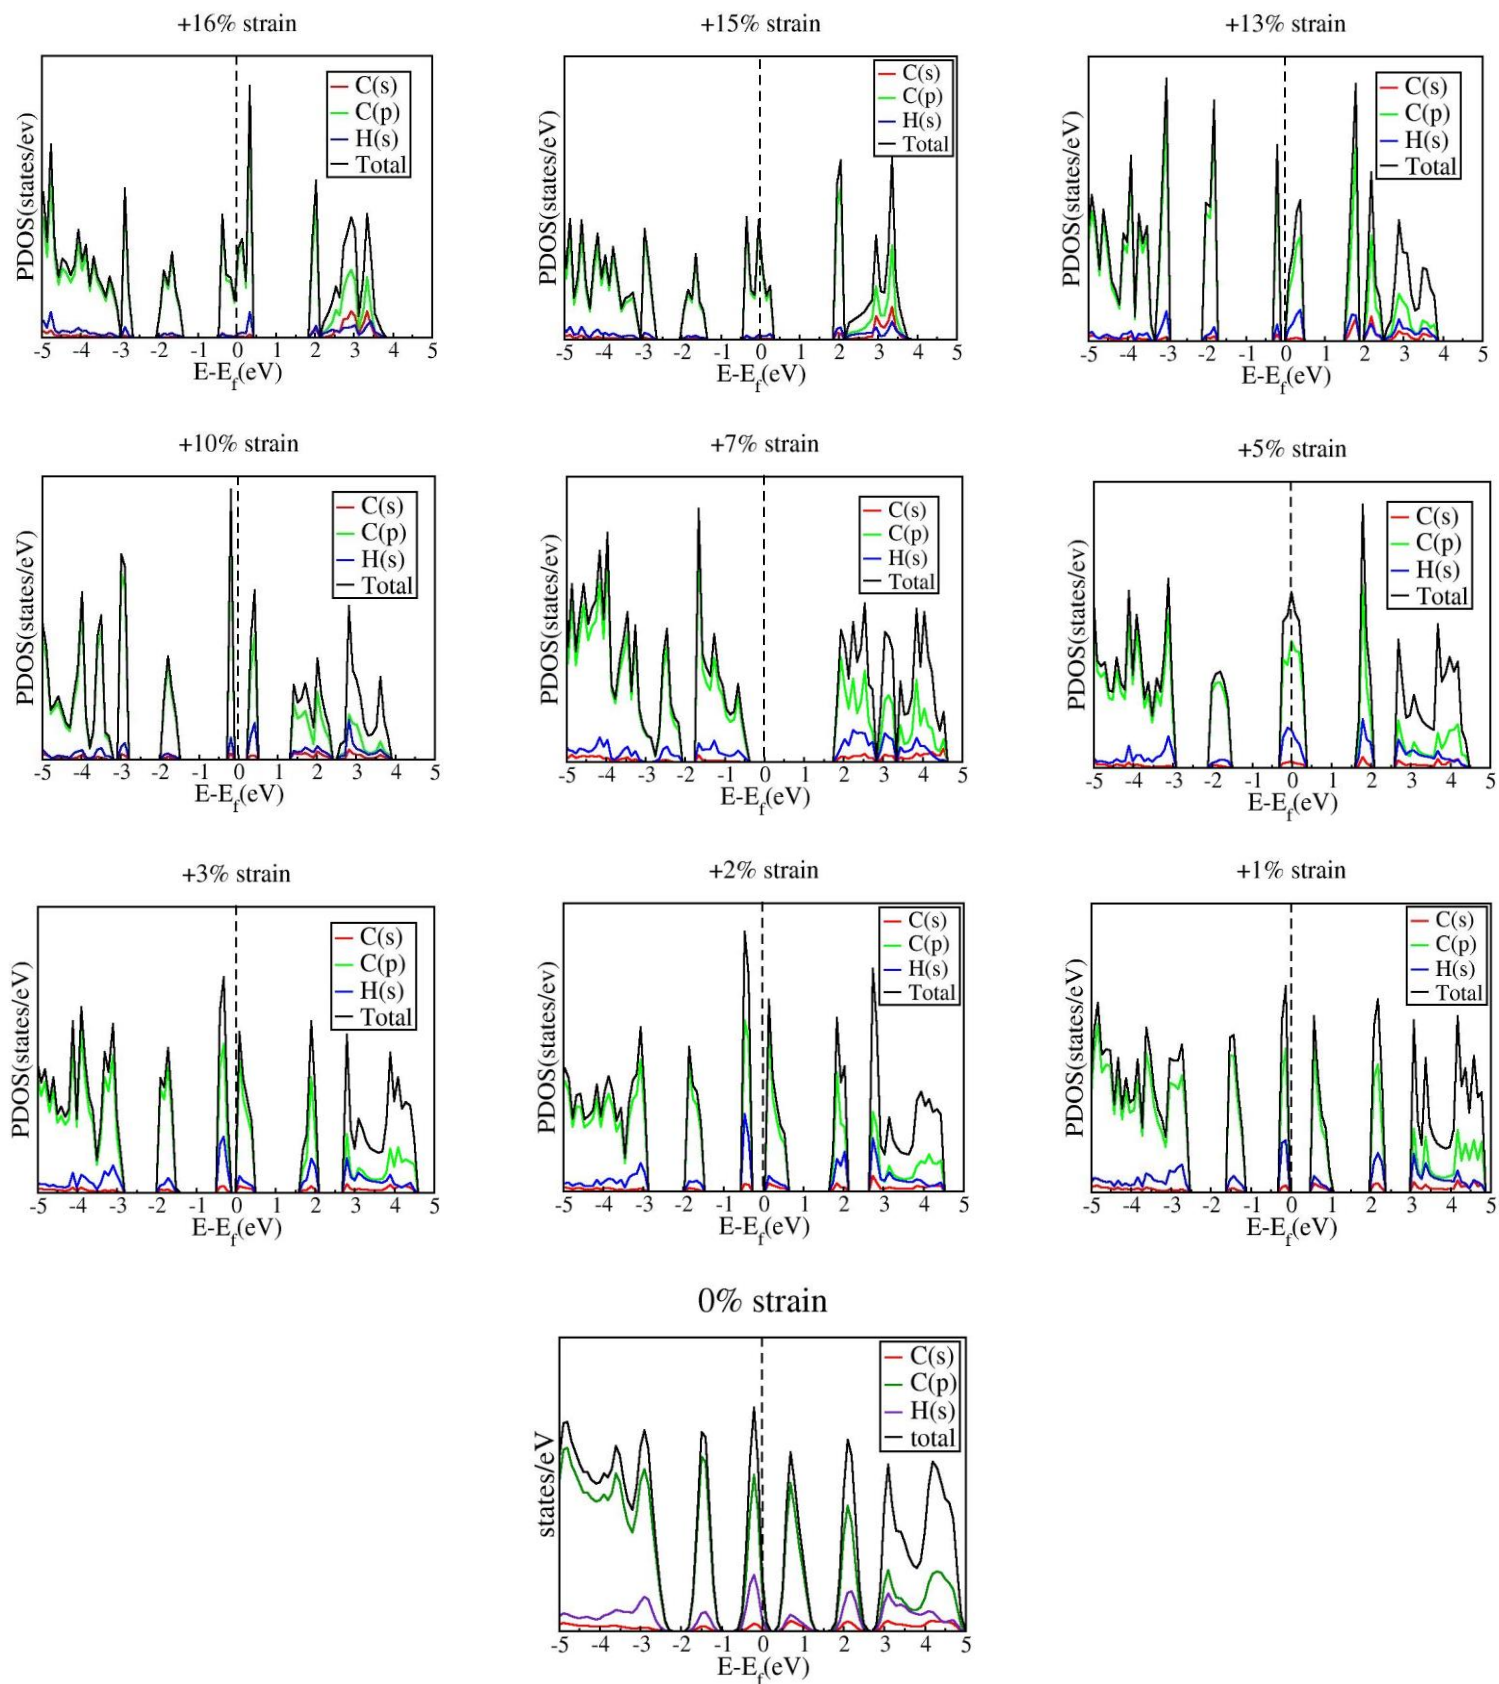 +16% strain
PDOS(states/ev)
C(s)
C(p)
H(s)
Total
-5 -4 -3 -2 -1 0 1 2 3 4 5
E-Ef(eV)
+15% strain
PDOS(states/ev)
C(s)
C(p)
H(s)
Total
-5 -4 -3 -2 -1 0 1 2 3 4 5
E-Ef(eV)
+13% strain
PDOS(states/ev)
C(s)
C(p)
H(s)
Total
-5 -4 -3 -2 -1 0 1 2 3 4 5
E-Ef(eV)
+10% strain
PDOS(states/ev)
C(s)
C(p)
H(s)
Total
-5 -4 -3 -2 -1 0 1 2 3 4 5
E-Ef(eV)
+7% strain
PDOS(states/ev)
C(s)
C(p)
H(s)
Total
-5 -4 -3 -2 -1 0 1 2 3 4 5
E-Ef(eV)
+5% strain
PDOS(states/ev)
C(s)
C(p)
H(s)
Total
-5 -4 -3 -2 -1 0 1 2 3 4 5
E-Ef(eV)
+3% strain
PDOS(states/eV)
C(s)
C(p)
H(s)
Total
-5 -4 -3 -2 -1 0 1 2 3 4 5
E-Ef(eV)
+2% strain
PDOS(states/ev)
C(s)
C(p)
H(s)
Total
-5 -4 -3 -2 -1 0 1 2 3 4 5
E-Ef(eV)
+1% strain
PDOS(states/eV)
C(s)
C(p)
H(s)
Total
-5 -4 -3 -2 -1 0 1 2 3 4 5
E-Ef(eV)
0% strain
states/eV
C(s)
C(p)
H(s)
total
-5 -4 -3 -2 -1 0 1 2 3 4 5
E-Ef(eV)